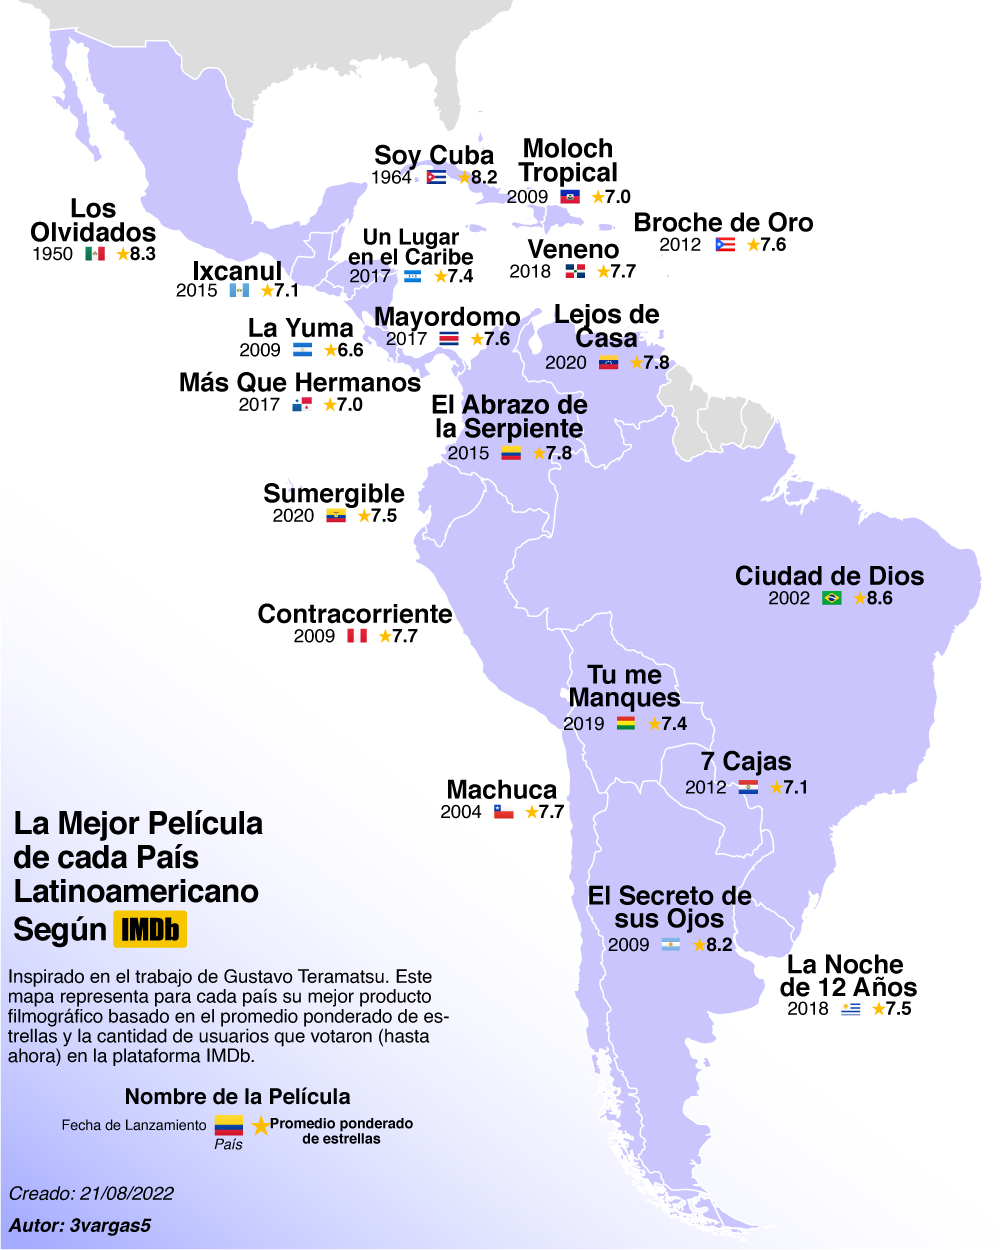 Soy Cuba
1964 8.2
Moloch
Tropical
2009 7.0
Los
Olvidados
1950 8.3
Broche de Oro
2012 7.6
Un Lugar
en el Caribe
2017 7.4
Veneno
2018 7.7
Ixcanul
2015 7.1
Mayordomo
2017 7.6
Lejos de
Casa
2020 7.8
La Yuma
2009 6.6
Más Que Hermanos
2017 7.0
El Abrazo de
la Serpiente
2015 7.8
Sumergible
2020 7.5
Ciudad de Dios
2002 8.6
Contracorriente
2009 7.7
Tu me
Manques
2019 7.4
7 Cajas
2012 7.1
Machuca
2004 7.7
El Secreto de
sus Ojos
2009 8.2
La Noche
de 12 Años
2018 7.5
La Mejor Película
de cada País
Latinoamericano
Según IMDb
Inspirado en el trabajo de Gustavo Teramatsu. Este
mapa representa para cada país su mejor producto
filmográfico basado en el promedio ponderado de es-
trellas y la cantidad de usuarios que votaron (hasta
ahora) en la plataforma IMDb.
Nombre de la Película
Fecha de Lanzamiento
País
Promedio ponderado
de estrellas
Creado: 21/08/2022
Autor: 3vargas5